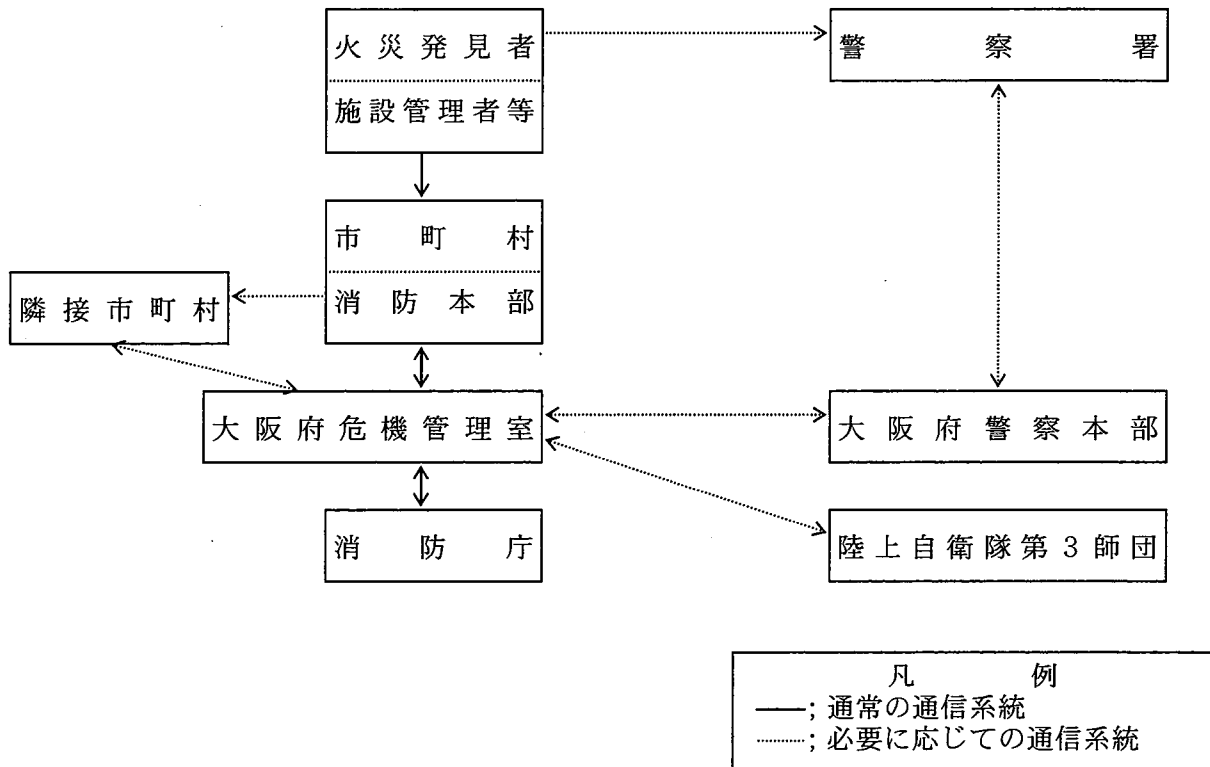 火災発見者
警察署
施設管理者等
市町村
消防本部
隣接市町村
大阪府危機管理室
大阪府警察本部
消防庁
陸上自衛隊第3師団
凡例
――; 通常の通信系統
………; 必要に応じての通信系統